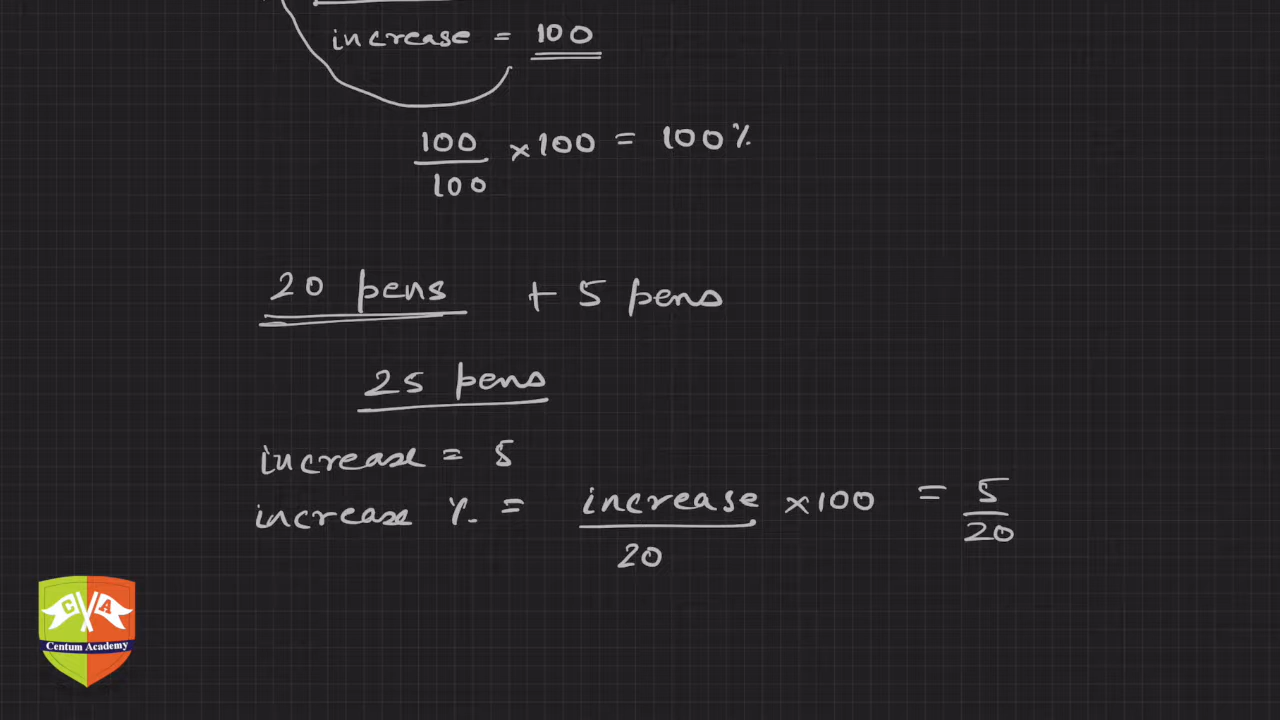 increase = 100
100/100 ×100 = 100%
20 pens + 5 pens
25 pens
increase = 5
increase % = increase/20 ×100 = 5/20
C A
Centum Academy